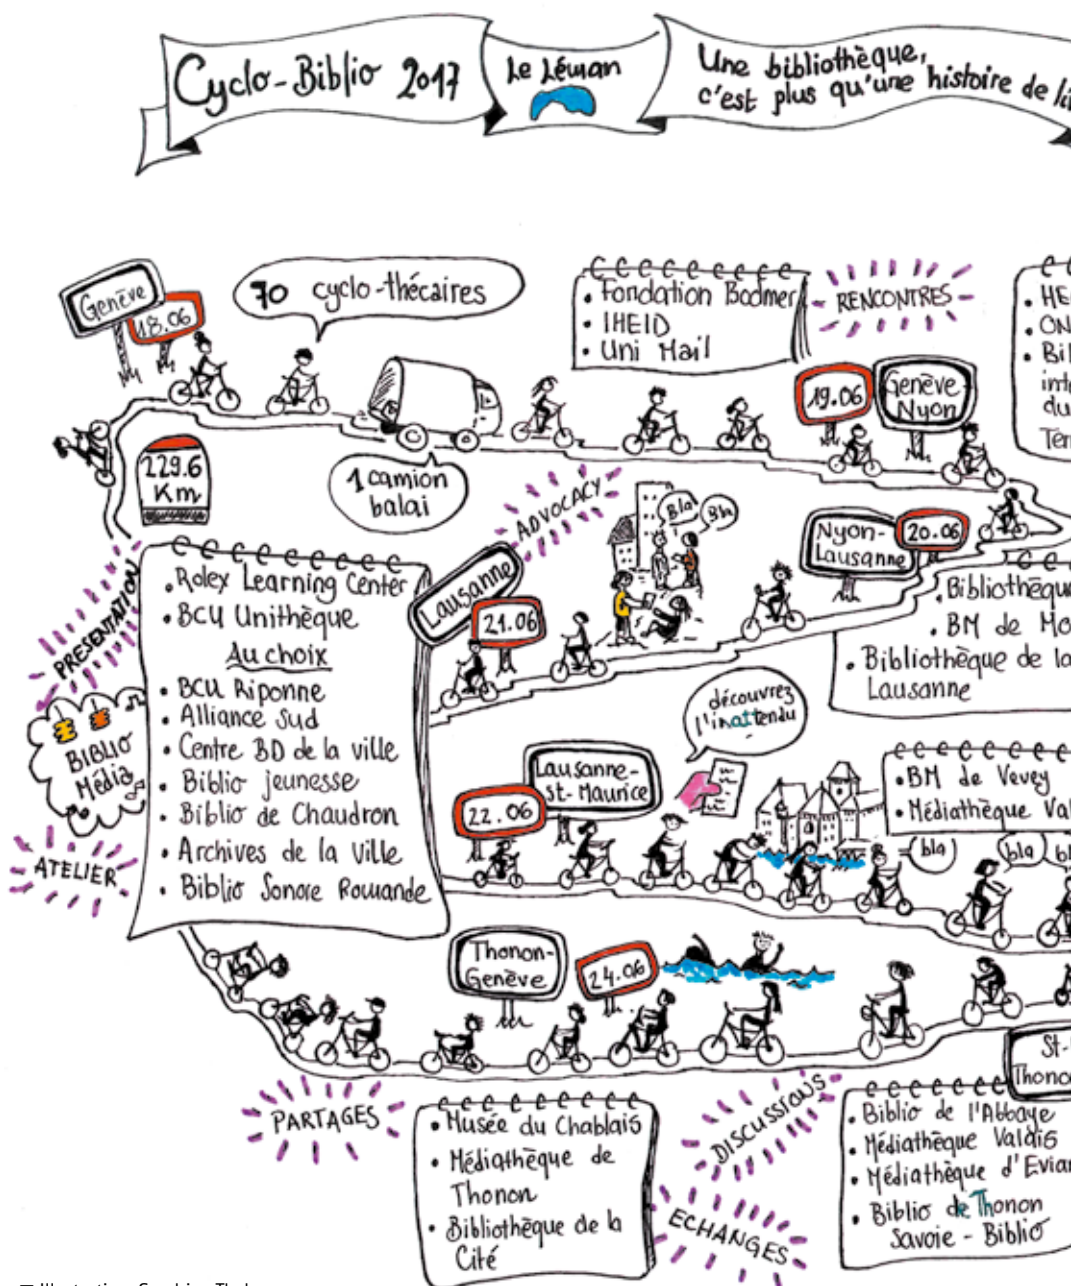 Cyclo-Biblio 2017
Le Léman
Une bibliothèque,
c'est plus qu'une histoire de
Genève
18.06
70 cyclo-thécaires
Fondation Bodmer
IHEID
Uni Mail
RENCONTRES
19.06
Genève-
Nyon
229.6
Km
1 camion
balai
ADVOCACY
Bla
Bla
Nyon-
Lausanne
20.06
BM de
Bibliothèque de la
Lausanne
PRESENTATION
Rolex Learning Center
BCU Unithèque
Au choix
BCU Riponne
Alliance Sud
Centre BD de la ville
Biblio jeunesse
Biblio de Chaudron
Archives de la Ville
Biblio Sonore Romande
Lausanne
21.06
BIBLIO
Média
ATELIER
découvrez
l'inattendu
Lausanne-
St-Maurice
22.06
BM de Vevey
Médiathèque
bla
bla
Thonon-
Genève
24.06
PARTAGES
Musée du Chablais
Médiathèque de
Thonon
Bibliothèque de la
Cité
DISCUSSIONS
ECHANGES
Biblio de l'Abbaye
Médiathèque Valais
Médiathèque d'Evian
Biblio de Thonon
Savoie-Biblio